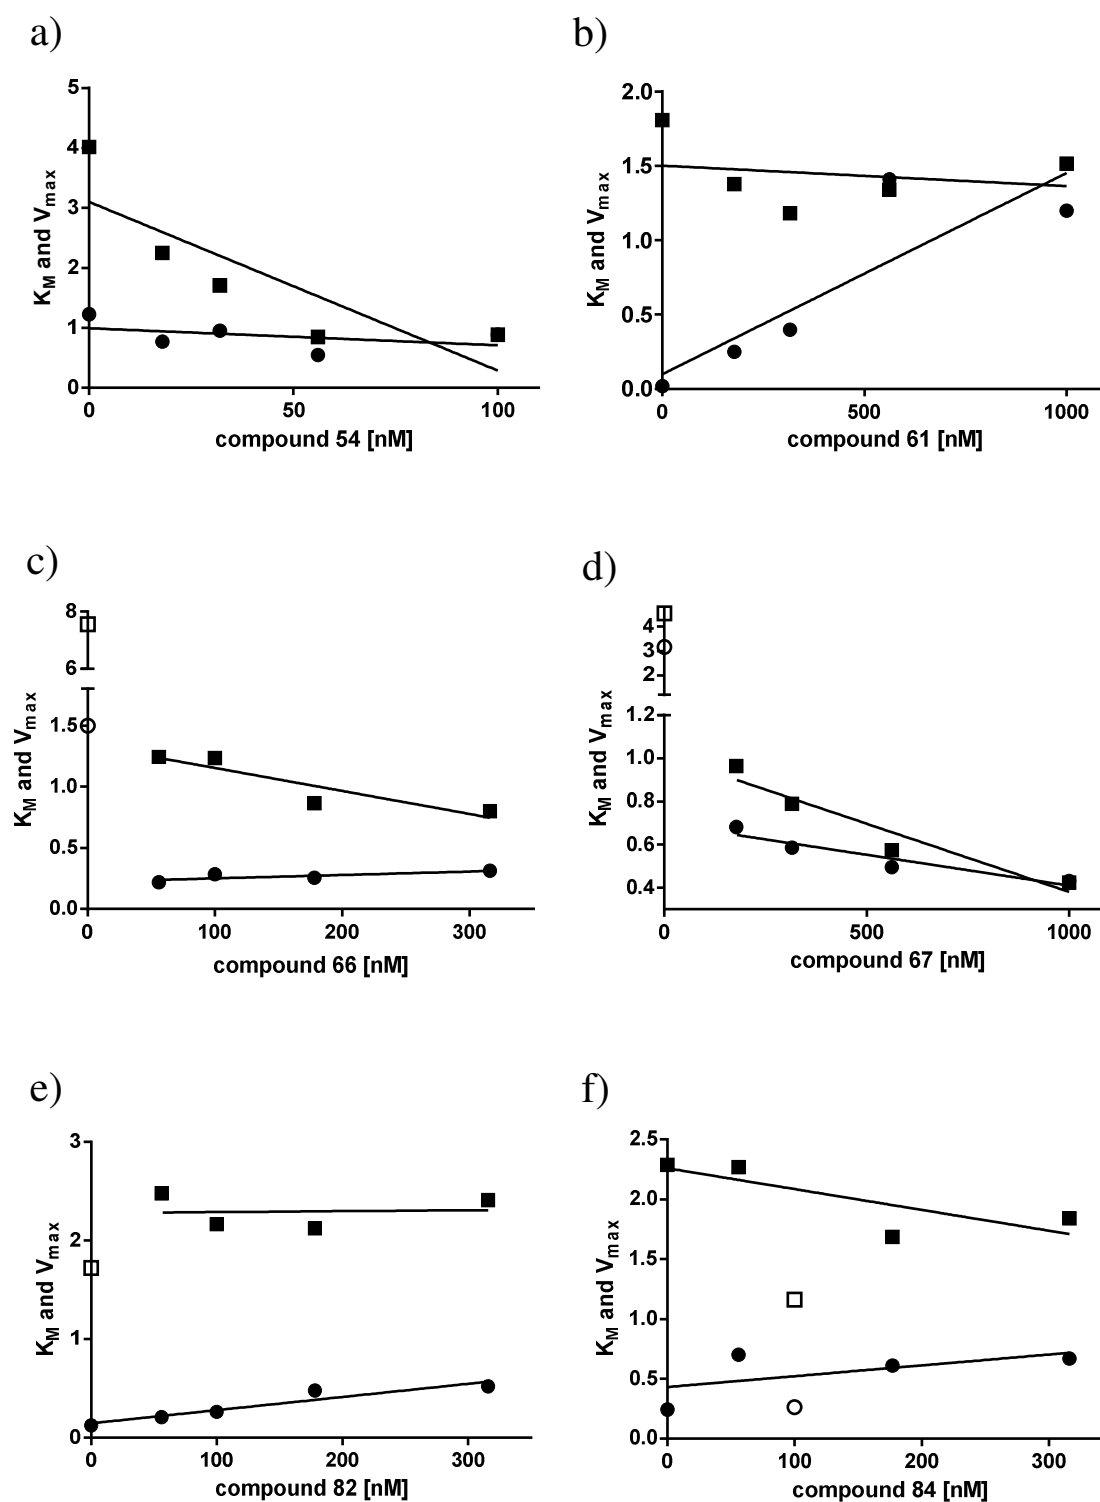 a)
5
4
3
2
1
0
K_M and V_max
0 50 100
compound 54 [nM]
b)
2.0
1.5
1.0
0.5
0.0
K_M and V_max
0 500 1000
compound 61 [nM]
c)
8
6
1.5
1.0
0.5
0.0
K_M and V_max
0 100 200 300
compound 66 [nM]
d)
4
3
2
1.2
1.0
0.8
0.6
0.4
K_M and V_max
0 500 1000
compound 67 [nM]
e)
3
2
1
0
K_M and V_max
0 100 200 300
compound 82 [nM]
f)
2.5
2.0
1.5
1.0
0.5
0.0
K_M and V_max
0 100 200 300
compound 84 [nM]